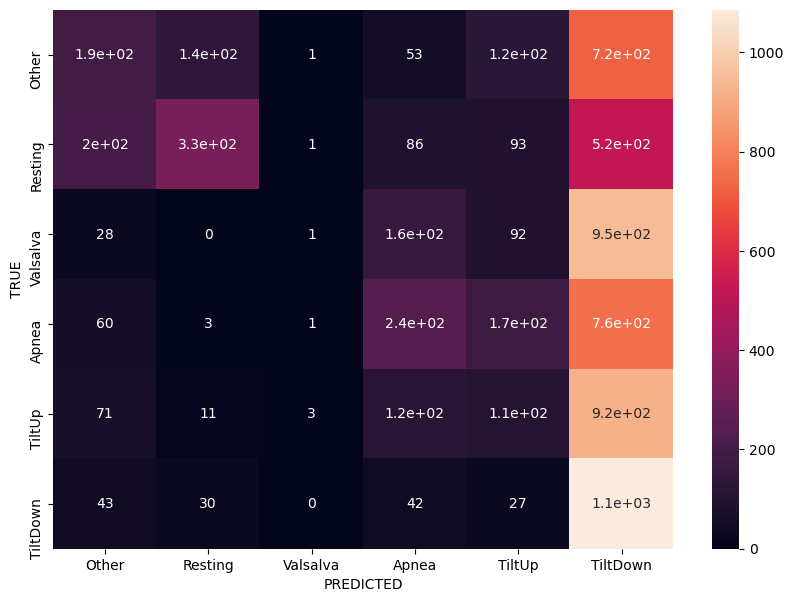 Other 1.9e+02 1.4e+02 1 53 1.2e+02 7.2e+02
Resting 2e+02 3.3e+02 1 86 93 5.2e+02
Valsalva 28 0 1 1.6e+02 92 9.5e+02
Apnea 60 3 1 2.4e+02 1.7e+02 7.6e+02
TiltUp 71 11 3 1.2e+02 1.1e+02 9.2e+02
TiltDown 43 30 0 42 27 1.1e+03
Other Resting Valsalva Apnea TiltUp TiltDown
PREDICTED
TRUE
1000
800
600
400
200
0